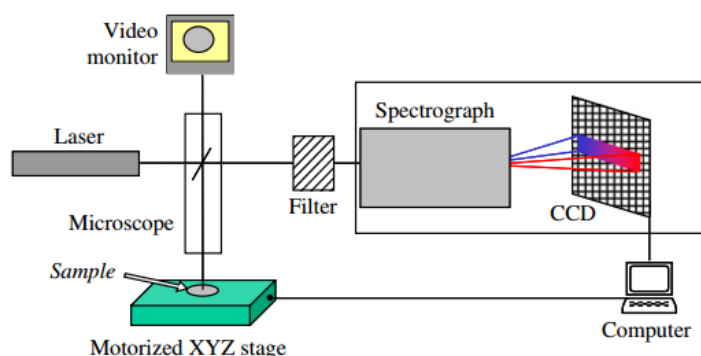 Video
monitor
Laser
Spectrograph
Filter
CCD
Microscope
Sample
Computer
Motorized XYZ stage